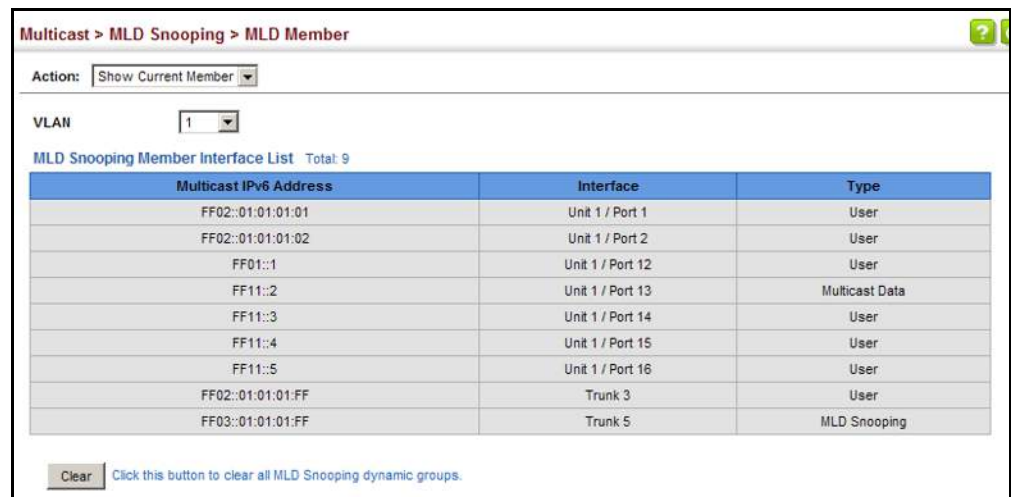 Multicast > MLD Snooping > MLD Member
?
Action: Show Current Member
VLAN 1
MLD Snooping Member Interface List Total: 9
Multicast IPv6 Address Interface Type
FF02::01:01:01:01 Unit 1 / Port 1 User
FF02::01:01:01:02 Unit 1 / Port 2 User
FF01::1 Unit 1 / Port 12 User
FF11::2 Unit 1 / Port 13 Multicast Data
FF11::3 Unit 1 / Port 14 User
FF11::4 Unit 1 / Port 15 User
FF11::5 Unit 1 / Port 16 User
FF02::01:01:01:FF Trunk 3 User
FF03::01:01:01:FF Trunk 5 MLD Snooping
Clear Click this button to clear all MLD Snooping dynamic groups.